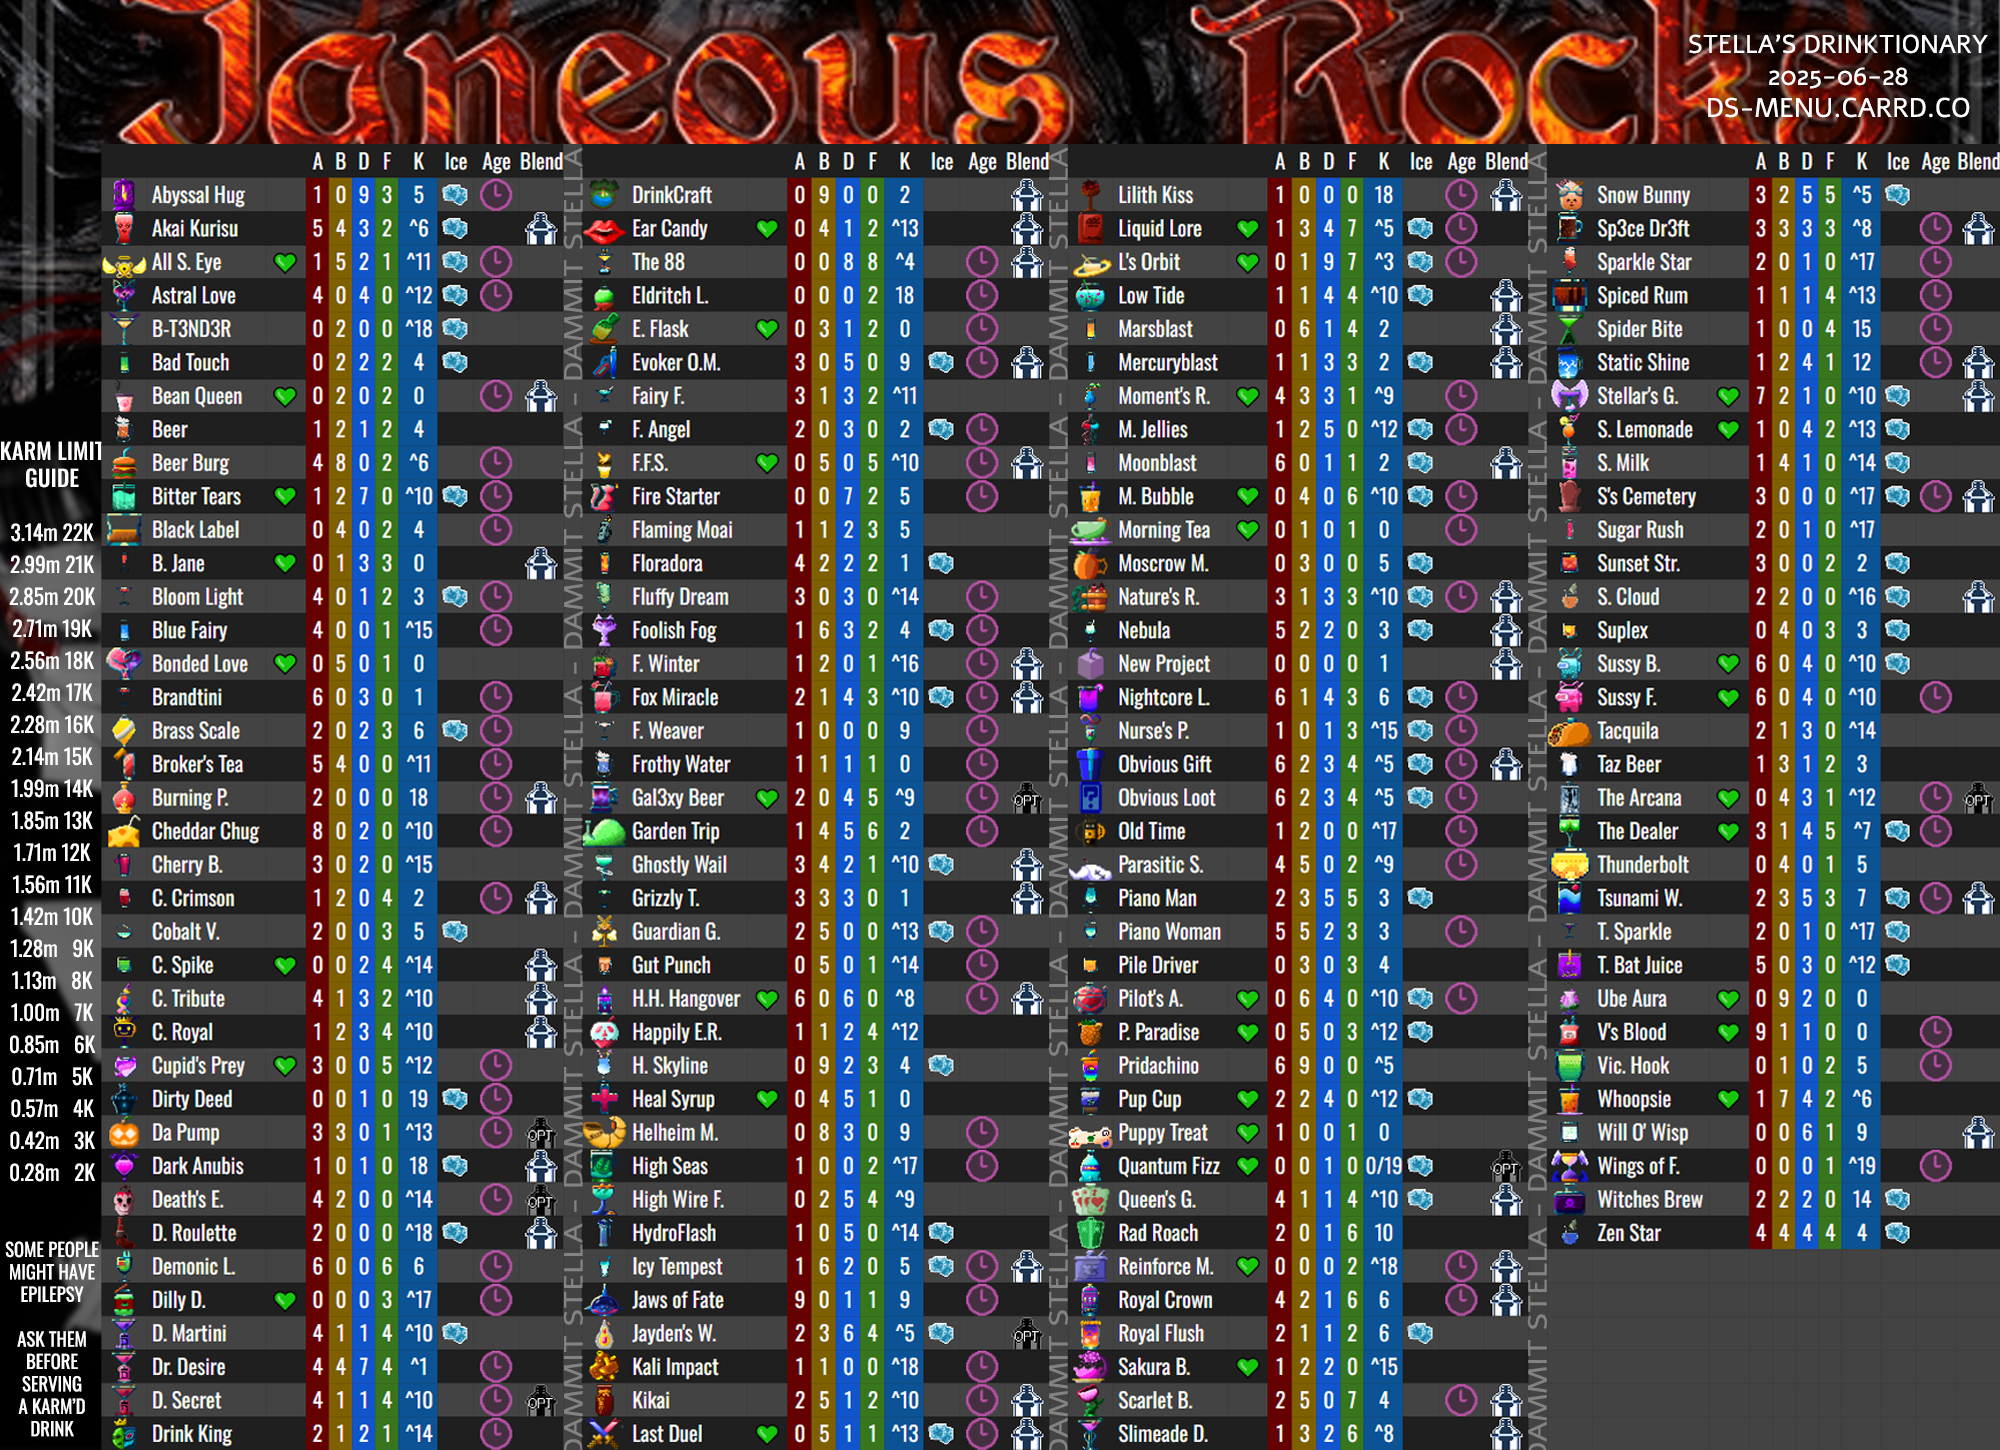 Igneous Rocks
STELLA'S DRINKTIONARY
2025-06-28
DS-MENU.CARRD.CO
A B D F K Ice Age Blend
Abyssal Hug 1 0 9 3 5
Akai Kurisu 5 4 3 2 ^6
All S. Eye 1 5 2 1 ^11
Astral Love 4 0 4 0 ^12
B-T3ND3R 0 2 0 0 ^18
Bad Touch 0 2 2 2 4
Bean Queen 0 2 0 2 0
Beer 1 2 1 2 4
Beer Burg 4 8 0 2 ^6
Bitter Tears 1 2 7 0 ^10
Black Label 0 4 0 2 4
B. Jane 0 1 3 3 0
Bloom Light 4 0 1 2 3
Blue Fairy 4 0 0 1 ^15
Bonded Love 0 5 0 1 0
Brandtini 6 0 3 0 1
Brass Scale 2 0 2 3 6
Broker's Tea 5 4 0 0 ^11
Burning P. 2 0 0 0 18
Cheddar Chug 8 0 2 0 ^10
Cherry B. 3 0 2 0 ^15
C. Crimson 1 2 0 4 2
Cobalt V. 2 0 0 3 5
C. Spike 0 0 2 4 ^14
C. Tribute 4 1 3 2 ^10
C. Royal 1 2 3 4 ^10
Cupid's Prey 3 0 0 5 ^12
Dirty Deed 0 0 1 0 19
Da Pump 3 3 0 1 ^13 OPT
Dark Anubis 1 0 1 0 18
Death's E. 4 2 0 0 ^14 OPT
D. Roulette 2 0 0 0 ^18
Demonic L. 6 0 0 6 6
Dilly D. 0 0 0 3 ^17
D. Martini 4 1 1 4 ^10
Dr. Desire 4 4 7 4 ^1
D. Secret 4 1 1 4 ^10 OPT
Drink King 2 1 2 1 ^14
A B D F K Ice Age Blend
DrinkCraft 0 9 0 0 2
Ear Candy 0 4 1 2 ^13
The 88 0 0 8 8 ^4
Eldritch L. 0 0 0 2 18
E. Flask 0 3 1 2 0
Evoker O.M. 3 0 5 0 9
Fairy F. 3 1 3 2 ^11
F. Angel 2 0 3 0 2
F.F.S. 0 5 0 5 ^10
Fire Starter 0 0 7 2 5
Flaming Moai 1 1 2 3 5
Floradora 4 2 2 2 1
Fluffy Dream 3 0 3 0 ^14
Foolish Fog 1 6 3 2 4
F. Winter 1 2 0 1 ^16
Fox Miracle 2 1 4 3 ^10
F. Weaver 1 0 0 0 9
Frothy Water 1 1 1 1 0
Gal3xy Beer 2 0 4 5 ^9 OPT
Garden Trip 1 4 5 6 2
Ghostly Wail 3 4 2 1 ^10
Grizzly T. 3 3 3 0 1
Guardian G. 2 5 0 0 ^13
Gut Punch 0 5 0 1 ^14
H.H. Hangover 6 0 6 0 ^8
Happily E.R. 1 1 2 4 ^12
H. Skyline 0 9 2 3 4
Heal Syrup 0 4 5 1 0
Helheim M. 0 8 3 0 9
High Seas 1 0 0 2 ^17
High Wire F. 0 2 5 4 ^9
HydroFlash 1 0 5 0 ^14
Icy Tempest 1 6 2 0 5
Jaws of Fate 9 0 1 1 9
Jayden's W. 2 3 6 4 ^5 OPT
Kali Impact 1 1 0 0 ^18
Kikai 2 5 1 2 ^10
Last Duel 0 5 1 1 ^13
A B D F K Ice Age Blend
Lilith Kiss 1 0 0 0 18
Liquid Lore 1 3 4 7 ^5
L's Orbit 0 1 9 7 ^3
Low Tide 1 1 4 4 ^10
Marsblast 0 6 1 4 2
Mercuryblast 1 1 3 3 2
Moment's R. 4 3 3 1 ^9
M. Jellies 1 2 5 0 ^12
Moonblast 6 0 1 1 2
M. Bubble 0 4 0 6 ^10
Morning Tea 0 1 0 1 0
Moscrow M. 0 3 0 0 5
Nature's R. 3 1 3 3 ^10
Nebula 5 2 2 0 3
New Project 0 0 0 0 1
Nightcore L. 6 1 4 3 6
Nurse's P. 1 0 1 3 ^15
Obvious Gift 6 2 3 4 ^5
Obvious Loot 6 2 3 4 ^5
Old Time 1 2 0 0 ^17
Parasitic S. 4 5 0 2 ^9
Piano Man 2 3 5 5 3
Piano Woman 5 5 2 3 3
Pile Driver 0 3 0 3 4
Pilot's A. 0 6 4 0 ^10
P. Paradise 0 5 0 3 ^12
Pridachino 6 9 0 0 ^5
Pup Cup 2 2 4 0 ^12
Puppy Treat 1 0 0 1 0
Quantum Fizz 0 0 1 0 0/19 OPT
Queen's G. 4 1 1 4 ^10
Rad Roach 2 0 1 6 10
Reinforce M. 0 0 0 2 ^18
Royal Crown 4 2 1 6 6
Royal Flush 2 1 1 2 6
Sakura B. 1 2 2 0 ^15
Scarlet B. 2 5 0 7 4
Slimeade D. 1 3 2 6 ^8
A B D F K Ice Age Blend
Snow Bunny 3 2 5 5 ^5
Sp3ce Dr3ft 3 3 3 3 ^8
Sparkle Star 2 0 1 0 ^17
Spiced Rum 1 1 1 4 ^13
Spider Bite 1 0 0 4 15
Static Shine 1 2 4 1 12
Stellar's G. 7 2 1 0 ^10
S. Lemonade 1 0 4 2 ^13
S. Milk 1 4 1 0 ^14
S's Cemetery 3 0 0 0 ^17
Sugar Rush 2 0 1 0 ^17
Sunset Str. 3 0 0 2 2
S. Cloud 2 2 0 0 ^16
Suplex 0 4 0 3 3
Sussy B. 6 0 4 0 ^10
Sussy F. 6 0 4 0 ^10
Tacquila 2 1 3 0 ^14
Taz Beer 1 3 1 2 3
The Arcana 0 4 3 1 ^12 OPT
The Dealer 3 1 4 5 ^7
Thunderbolt 0 4 0 1 5
Tsunami W. 2 3 5 3 7
T. Sparkle 2 0 1 0 ^17
T. Bat Juice 5 0 3 0 ^12
Ube Aura 0 9 2 0 0
V's Blood 9 1 1 0 0
Vic. Hook 0 1 0 2 5
Whoopsie 1 7 4 2 ^6
Will O' Wisp 0 0 6 1 9
Wings of F. 0 0 0 1 ^19
Witches Brew 2 2 2 0 14
Zen Star 4 4 4 4 4
KARM LIMIT
GUIDE
3.14m 22K
2.99m 21K
2.85m 20K
2.71m 19K
2.56m 18K
2.42m 17K
2.28m 16K
2.14m 15K
1.99m 14K
1.85m 13K
1.71m 12K
1.56m 11K
1.42m 10K
1.28m 9K
1.13m 8K
1.00m 7K
0.85m 6K
0.71m 5K
0.57m 4K
0.42m 3K
0.28m 2K
SOME PEOPLE
MIGHT HAVE
EPILEPSY
ASK THEM
BEFORE
SERVING
A KARM'D
DRINK
DAMMIT STELLA - DAMMIT STELLA - DAMMIT STELLA - DAMMIT STELLA
DAMMIT STELLA - DAMMIT STELLA - DAMMIT STELLA - DAMMIT STELLA
DAMMIT STELLA - DAMMIT STELLA - DAMMIT STELLA - DAMMIT STELLA